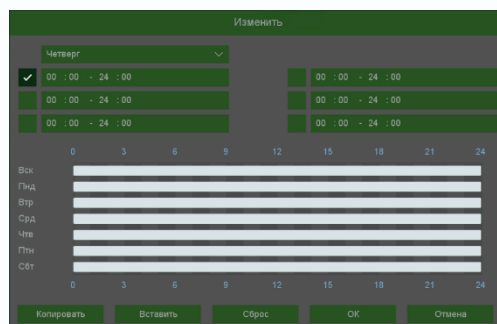 Изменить
Четверг
00 :00 - 24 :00 00 :00 - 24 :00
00 :00 - 24 :00 00 :00 - 24 :00
00 :00 - 24 :00 00 :00 - 24 :00
0 3 6 9 12 15 18 21 24
Вск
Пнд
Втр
Срд
Чтв
Птн
Сбт
0 3 6 9 12 15 18 21 24
Копировать Вставить Сброс OK Отмена